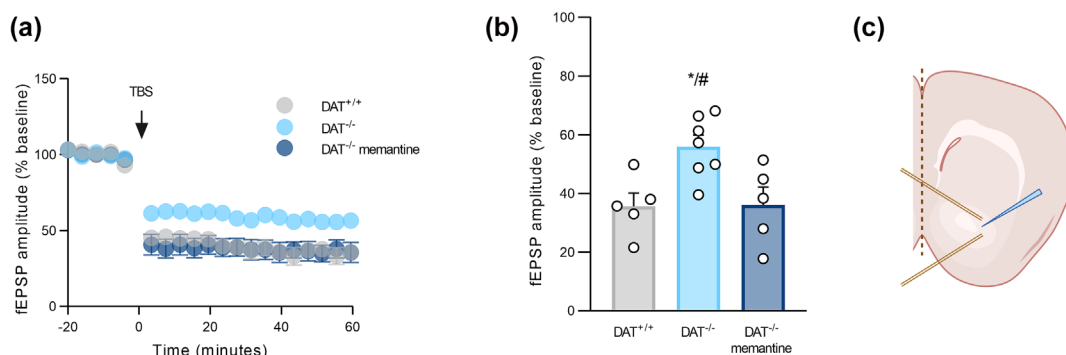 (a)
fEPSP amplitude (% baseline)
150
100
50
0
-20
0
20
40
60
Time (minutes)
TBS
DAT+/+
DAT-/-
DAT-/- memantine
(b)
fEPSP amplitude (% baseline)
100
80
60
40
20
0
*/#
DAT+/+
DAT-/-
DAT-/-
memantine
(c)